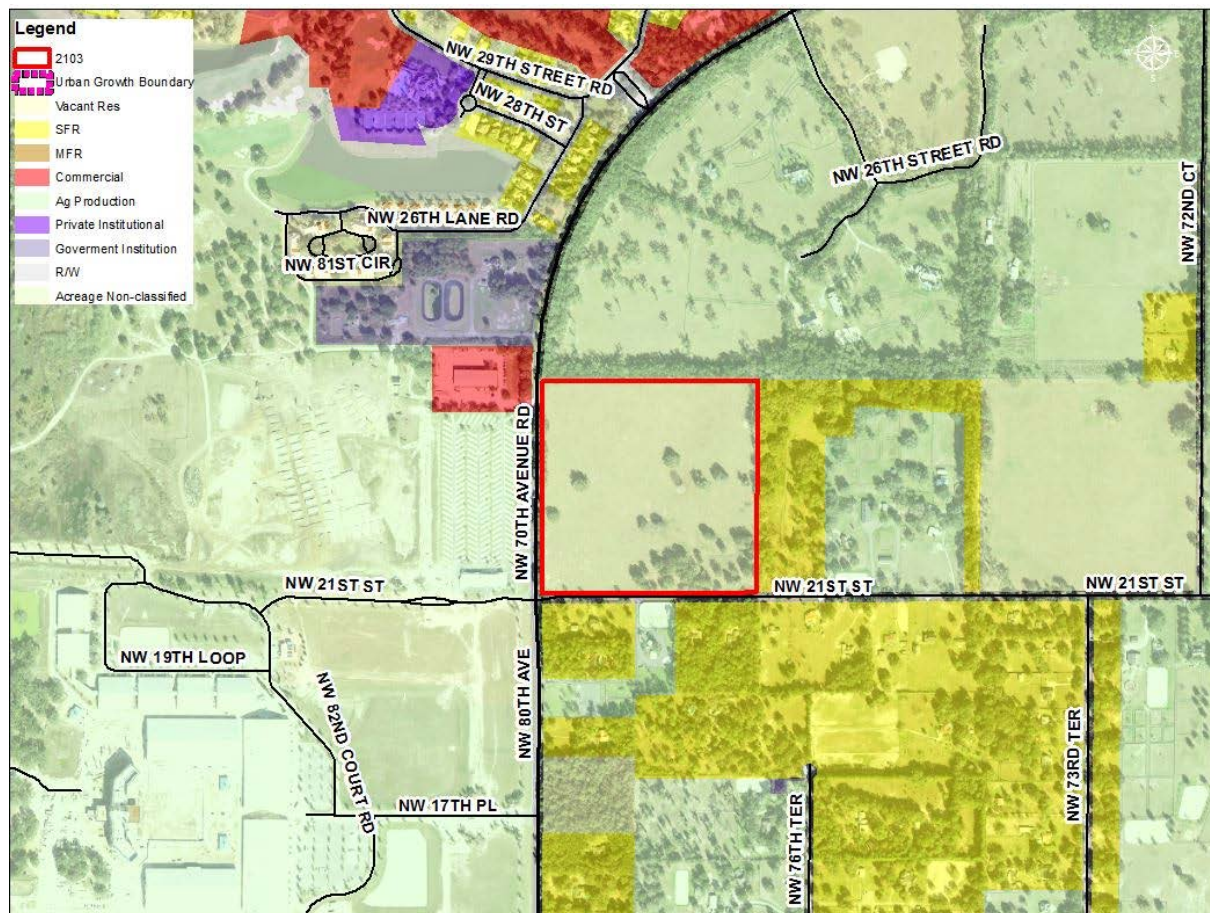 Legend
2103
Urban Growth Boundary
Vacant Res
SFR
MFR
Commercial
Ag Production
Private Institutional
Goverment Institution
R/W
Acreage Non-classified
NW 29TH STREET RD
NW 28TH ST
NW 26TH STREET RD
NW 72ND CT
NW 26TH LANE RD
NW 81ST CIR
NW 70TH AVENUE RD
NW 21ST ST
NW 21ST ST
NW 21ST ST
NW 19TH LOOP
NW 82ND COURT RD
NW 80TH AVE
NW 17TH PL
NW 76TH TER
NW 73RD TER